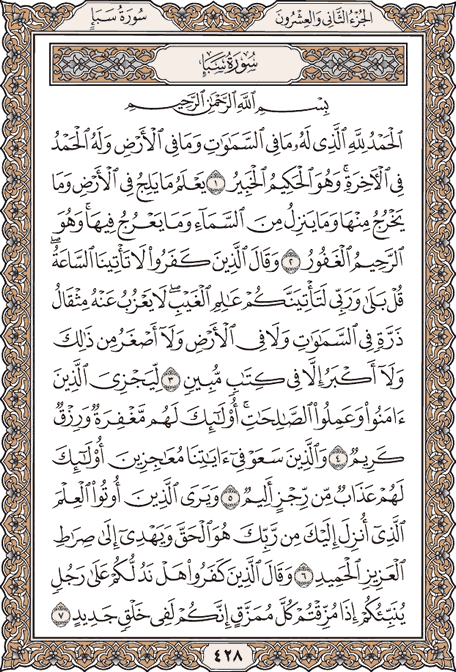 الجُزْءُ الثَّانِي وَالعِشْرُونَ
سُورَةُ سَبَإٍ
سُورَةُ سَبَإٍ
بِسْمِ ٱللَّهِ ٱلرَّحْمَٰنِ ٱلرَّحِيمِ
ٱلْحَمْدُ لِلَّهِ ٱلَّذِي لَهُۥ مَا فِي ٱلسَّمَٰوَٰتِ وَمَا فِي ٱلْأَرْضِ وَلَهُ ٱلْحَمْدُ
فِي ٱلْأٓخِرَةِۚ وَهُوَ ٱلْحَكِيمُ ٱلْخَبِيرُ ١ يَعْلَمُ مَا يَلِجُ فِي ٱلْأَرْضِ وَمَا
يَخْرُجُ مِنْهَا وَمَا يَنزِلُ مِنَ ٱلسَّمَآءِ وَمَا يَعْرُجُ فِيهَاۚ وَهُوَ
ٱلرَّحِيمُ ٱلْغَفُورُ ٢ وَقَالَ ٱلَّذِينَ كَفَرُواْ لَا تَأْتِينَا ٱلسَّاعَةُۖ
قُلْ بَلَىٰ وَرَبِّي لَتَأْتِيَنَّكُمْ عَٰلِمِ ٱلْغَيْبِۖ لَا يَعْزُبُ عَنْهُ مِثْقَالُ
ذَرَّةٍ فِي ٱلسَّمَٰوَٰتِ وَلَا فِي ٱلْأَرْضِ وَلَآ أَصْغَرُ مِن ذَٰلِكَ
وَلَآ أَكْبَرُ إِلَّا فِي كِتَٰبٍ مُّبِينٍ ٣ لِّيَجْزِيَ ٱلَّذِينَ
ءَامَنُواْ وَعَمِلُواْ ٱلصَّٰلِحَٰتِۚ أُوْلَٰٓئِكَ لَهُم مَّغْفِرَةٌ وَرِزْقٌ
كَرِيمٌ ٤ وَٱلَّذِينَ سَعَوْ فِيٓ ءَايَٰتِنَا مُعَٰجِزِينَ أُوْلَٰٓئِكَ
لَهُمْ عَذَابٌ مِّن رِّجْزٍ أَلِيمٌ ٥ وَيَرَى ٱلَّذِينَ أُوتُواْ ٱلْعِلْمَ
ٱلَّذِيٓ أُنزِلَ إِلَيْكَ مِن رَّبِّكَ هُوَ ٱلْحَقَّ وَيَهْدِيٓ إِلَىٰ صِرَٰطِ
ٱلْعَزِيزِ ٱلْحَمِيدِ ٦ وَقَالَ ٱلَّذِينَ كَفَرُواْ هَلْ نَدُلُّكُمْ عَلَىٰ رَجُلٍ
يُنَبِّئُكُمْ إِذَا مُزِّقْتُمْ كُلَّ مُمَزَّقٍ إِنَّكُمْ لَفِي خَلْقٍ جَدِيدٍ ٧
٤٢٨